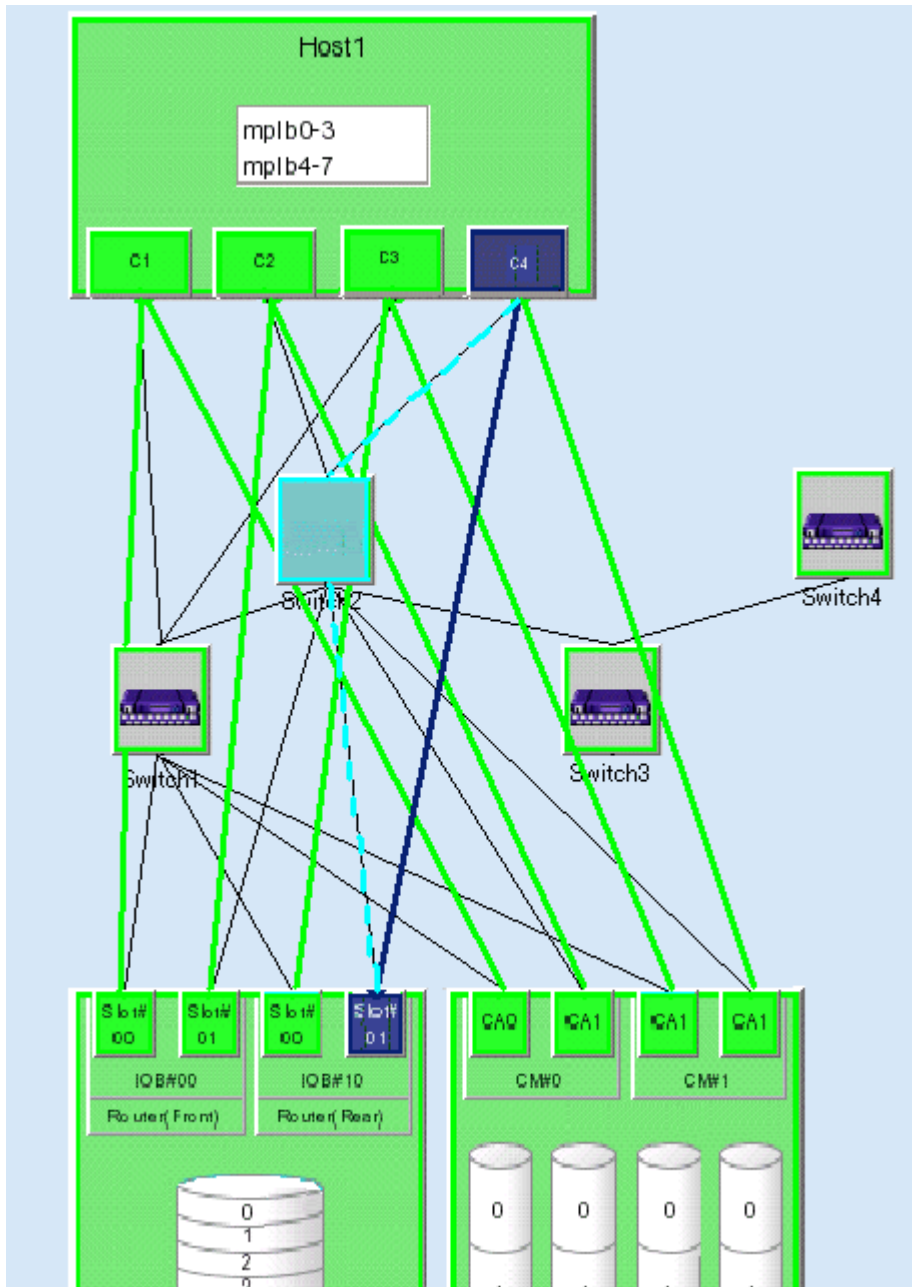 Host1
mplb0-3
mplb4-7
C1
C2
C3
C4
Switch4
Switch2
Switch3
Switch1
Slot#
00
Slot#
01
Slot#
00
Slot#
01
CA0
CA1
CA1
CA1
IOB#00
IOB#10
CM#0
CM#1
Router(Front)
Router(Rear)
0
1
2
0
0
0
0